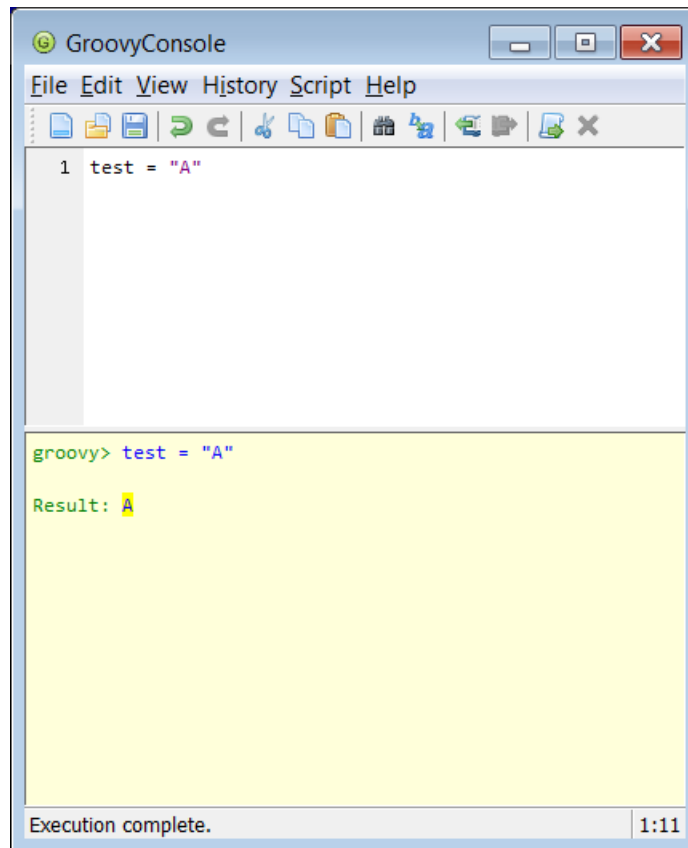 GroovyConsole
File Edit View History Script Help
1 test = "A"
groovy> test = "A"
Result: A
Execution complete. 1:11